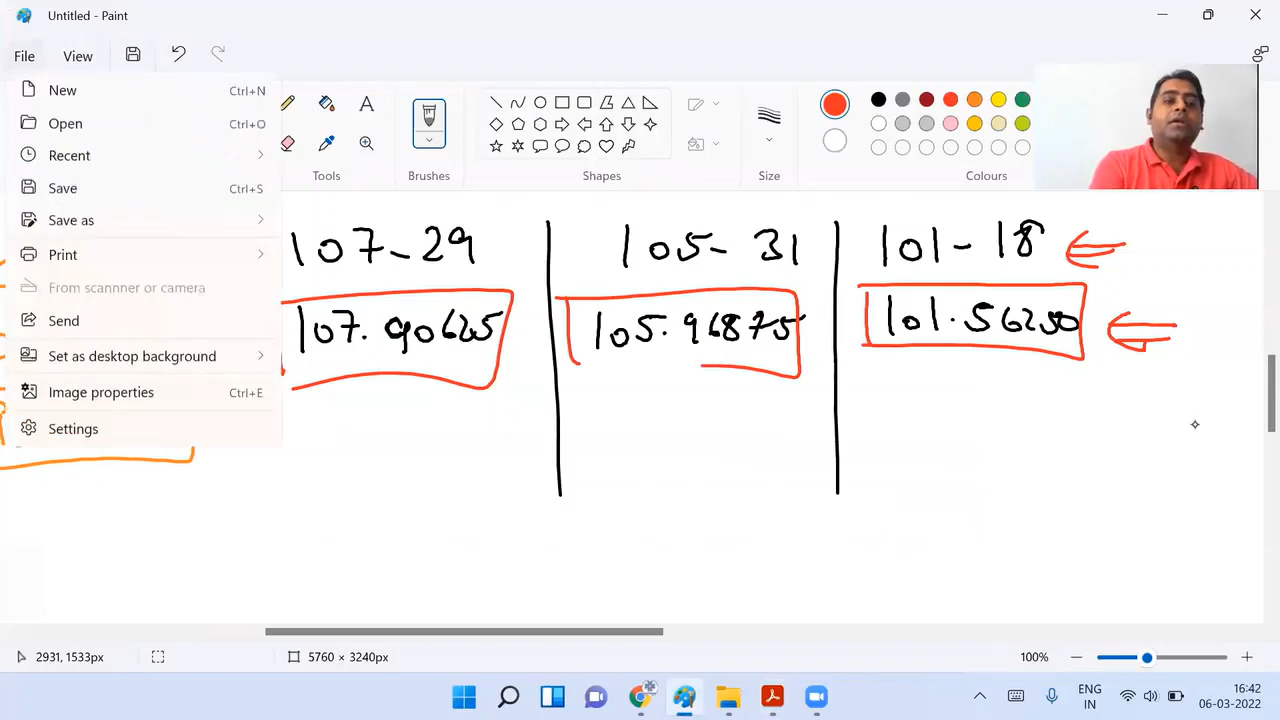 Untitled - Paint
File View
New Ctrl+N
Open Ctrl+O
Recent
Save Ctrl+S
Save as
Print
From scannner or camera
Send
Set as desktop background
Image properties Ctrl+E
Settings
A
Tools Brushes Shapes Size Colours
107-29 105-31 101-18
107.90625 105.96875 101.56250
2931, 1533px 5760 × 3240px 100%
ENG
IN
16:42
06-03-2022